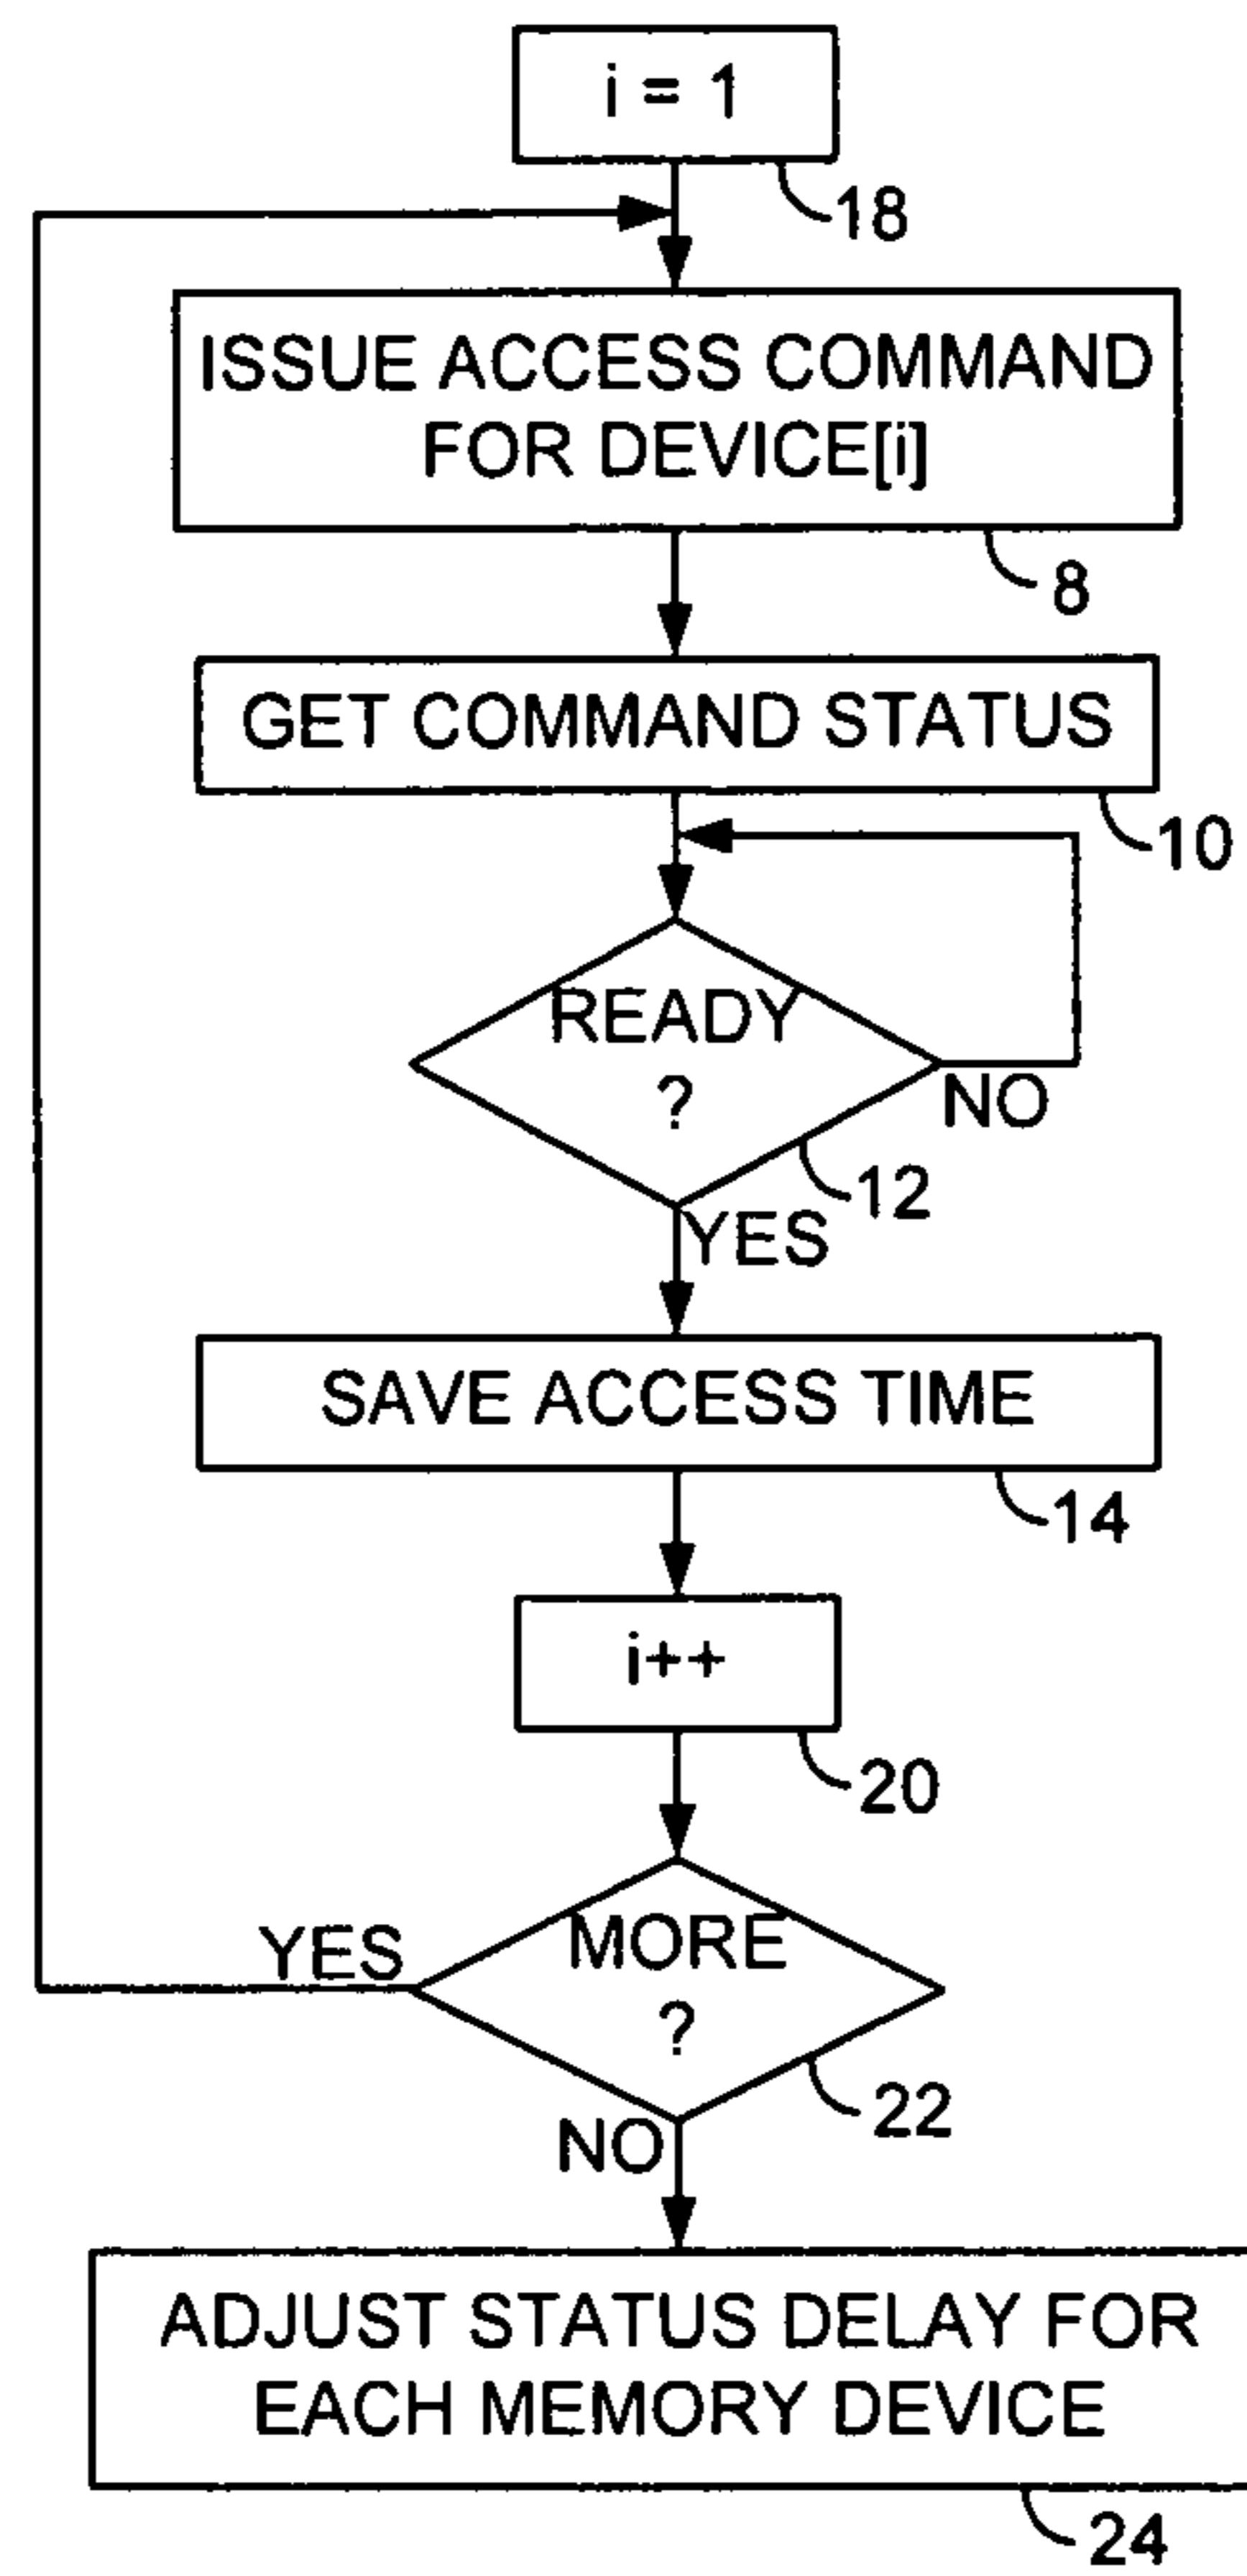 i = 1
18
ISSUE ACCESS COMMAND
FOR DEVICE[i]
8
GET COMMAND STATUS
10
READY
?
NO
12
YES
SAVE ACCESS TIME
14
i++
20
YES
MORE
?
22
NO
ADJUST STATUS DELAY FOR
EACH MEMORY DEVICE
24